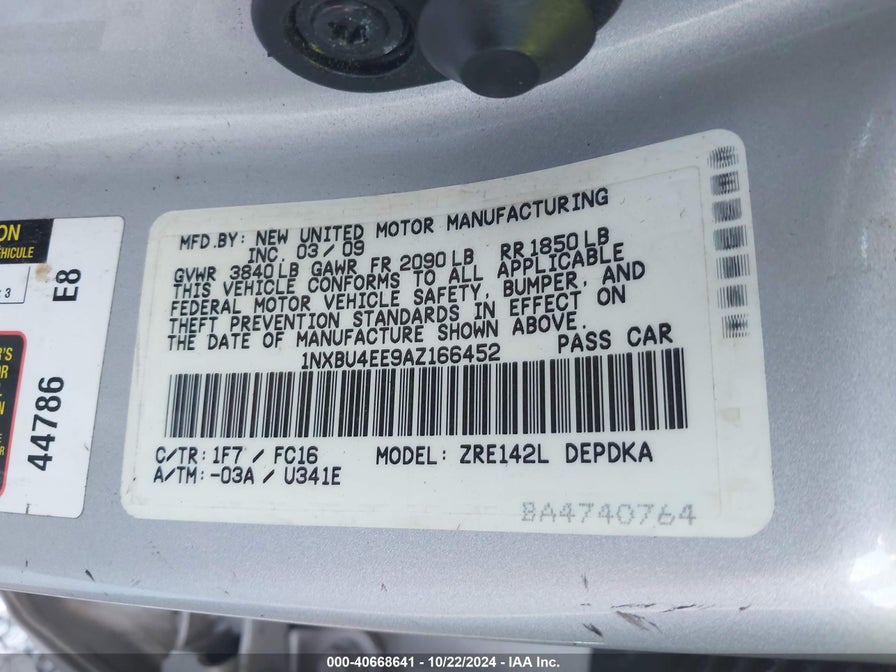 MFD.BY: NEW UNITED MOTOR MANUFACTURING
INC. 03 / 09
GVWR 3840 LB GAWR FR 2090 LB RR 1850 LB
THIS VEHICLE CONFORMS TO ALL APPLICABLE
FEDERAL MOTOR VEHICLE SAFETY, BUMPER, AND
THEFT PREVENTION STANDARDS IN EFFECT ON
THE DATE OF MANUFACTURE SHOWN ABOVE.
1NXBU4EE9AZ166452 PASS CAR
C/TR: 1F7 / FC16 MODEL: ZRE142L DEPDKA
A/TM: -03A / U341E
BA4740764
ON
VÉHICULE
3
E8
44786
R'S
OR
000-40668641 - 10/22/2024 - IAA Inc.